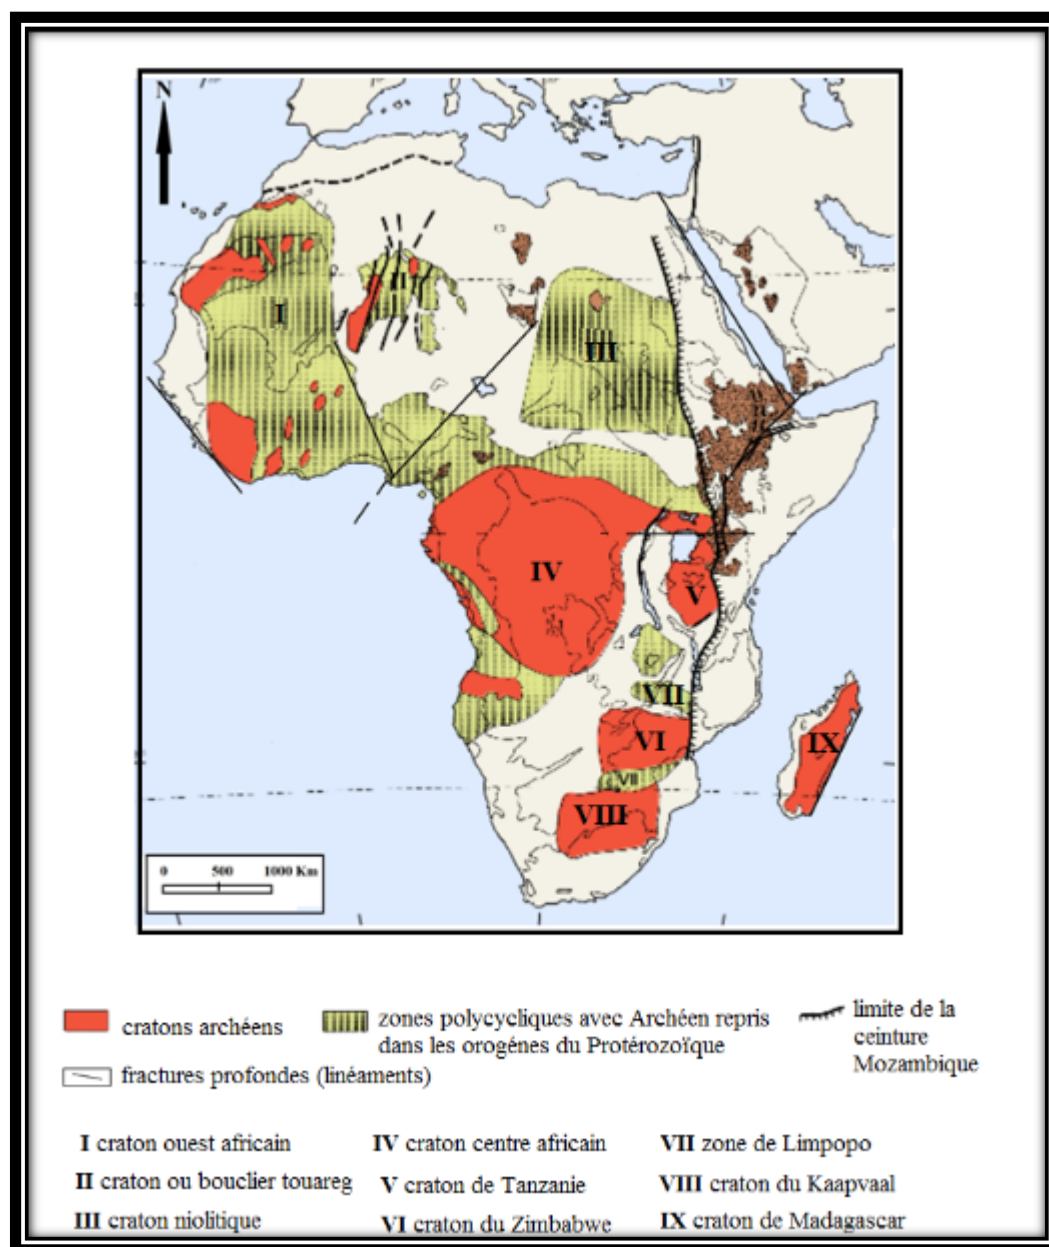 N
I
II
III
IV
V
VII
VI
IX
VII
VIII
0 500 1000 Km
cratons archéens
zones polycycliques avec Archéen repris
dans les orogénes du Protérozoïque
limite de la
ceinture
Mozambique
fractures profondes (linéaments)
I craton ouest africain
IV craton centre africain
VII zone de Limpopo
II craton ou bouclier touareg
V craton de Tanzanie
VIII craton du Kaapvaal
III craton niolitique
VI craton du Zimbabwe
IX craton de Madagascar